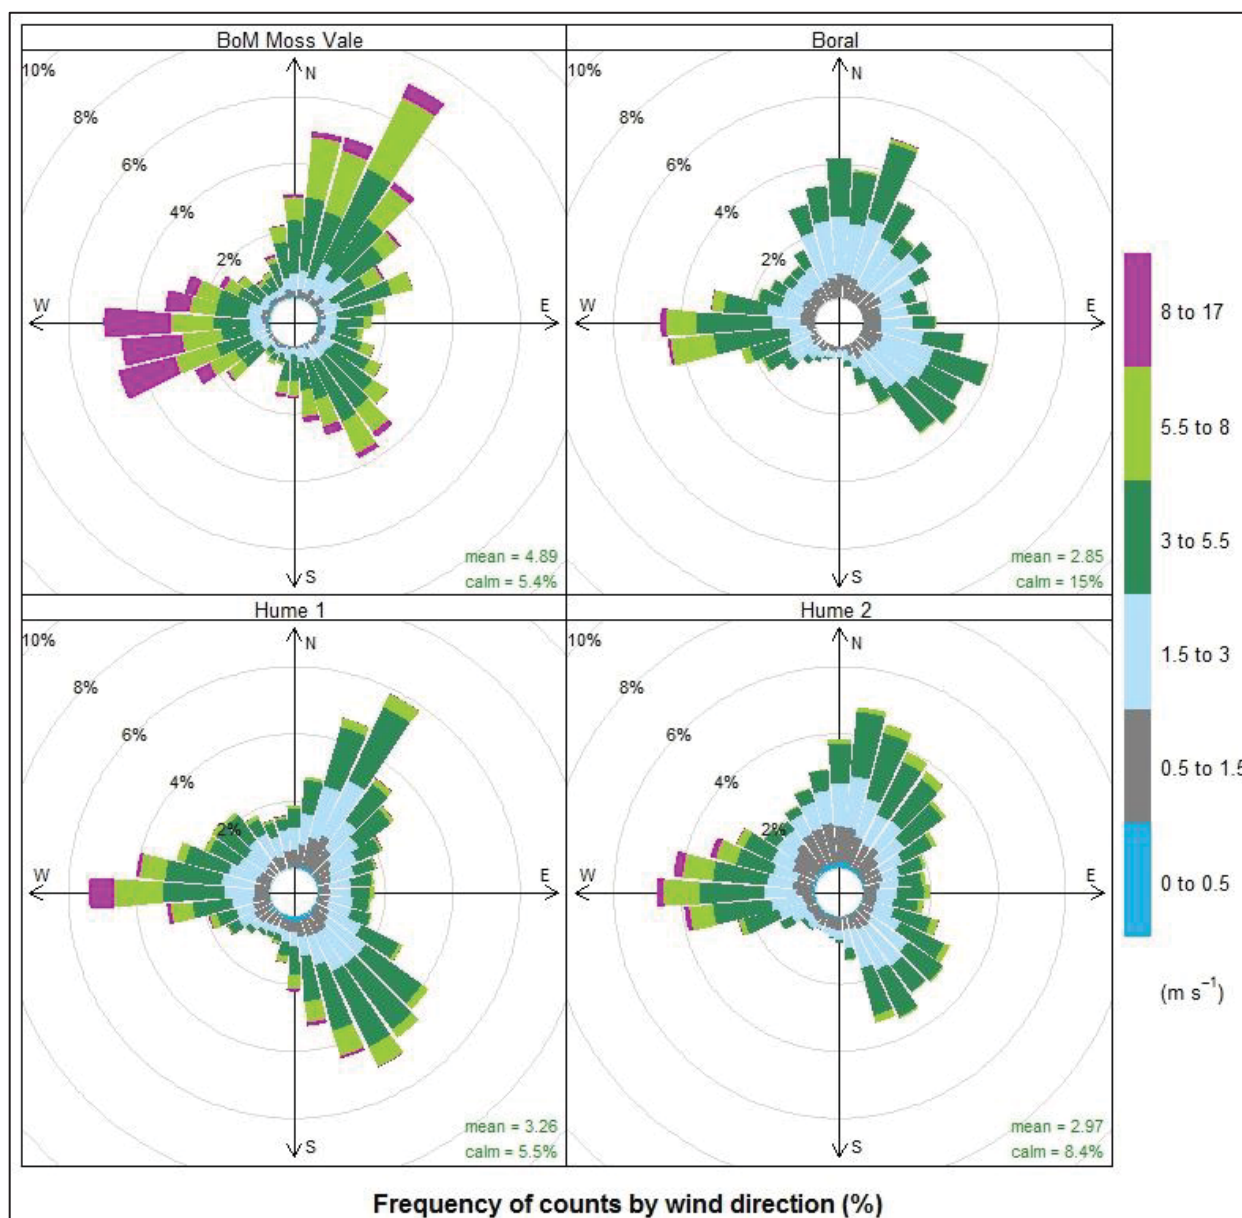 BoM Moss Vale
Boral
10%
8%
6%
4%
2%
N
W
E
S
mean = 4.89
calm = 5.4%
10%
8%
6%
4%
2%
N
W
E
S
mean = 2.85
calm = 15%
Hume 1
Hume 2
10%
8%
6%
4%
2%
N
W
E
S
mean = 3.26
calm = 5.5%
10%
8%
6%
4%
2%
N
W
E
S
mean = 2.97
calm = 8.4%
8 to 17
5.5 to 8
3 to 5.5
1.5 to 3
0.5 to 1.5
0 to 0.5
(m s⁻¹)
Frequency of counts by wind direction (%)